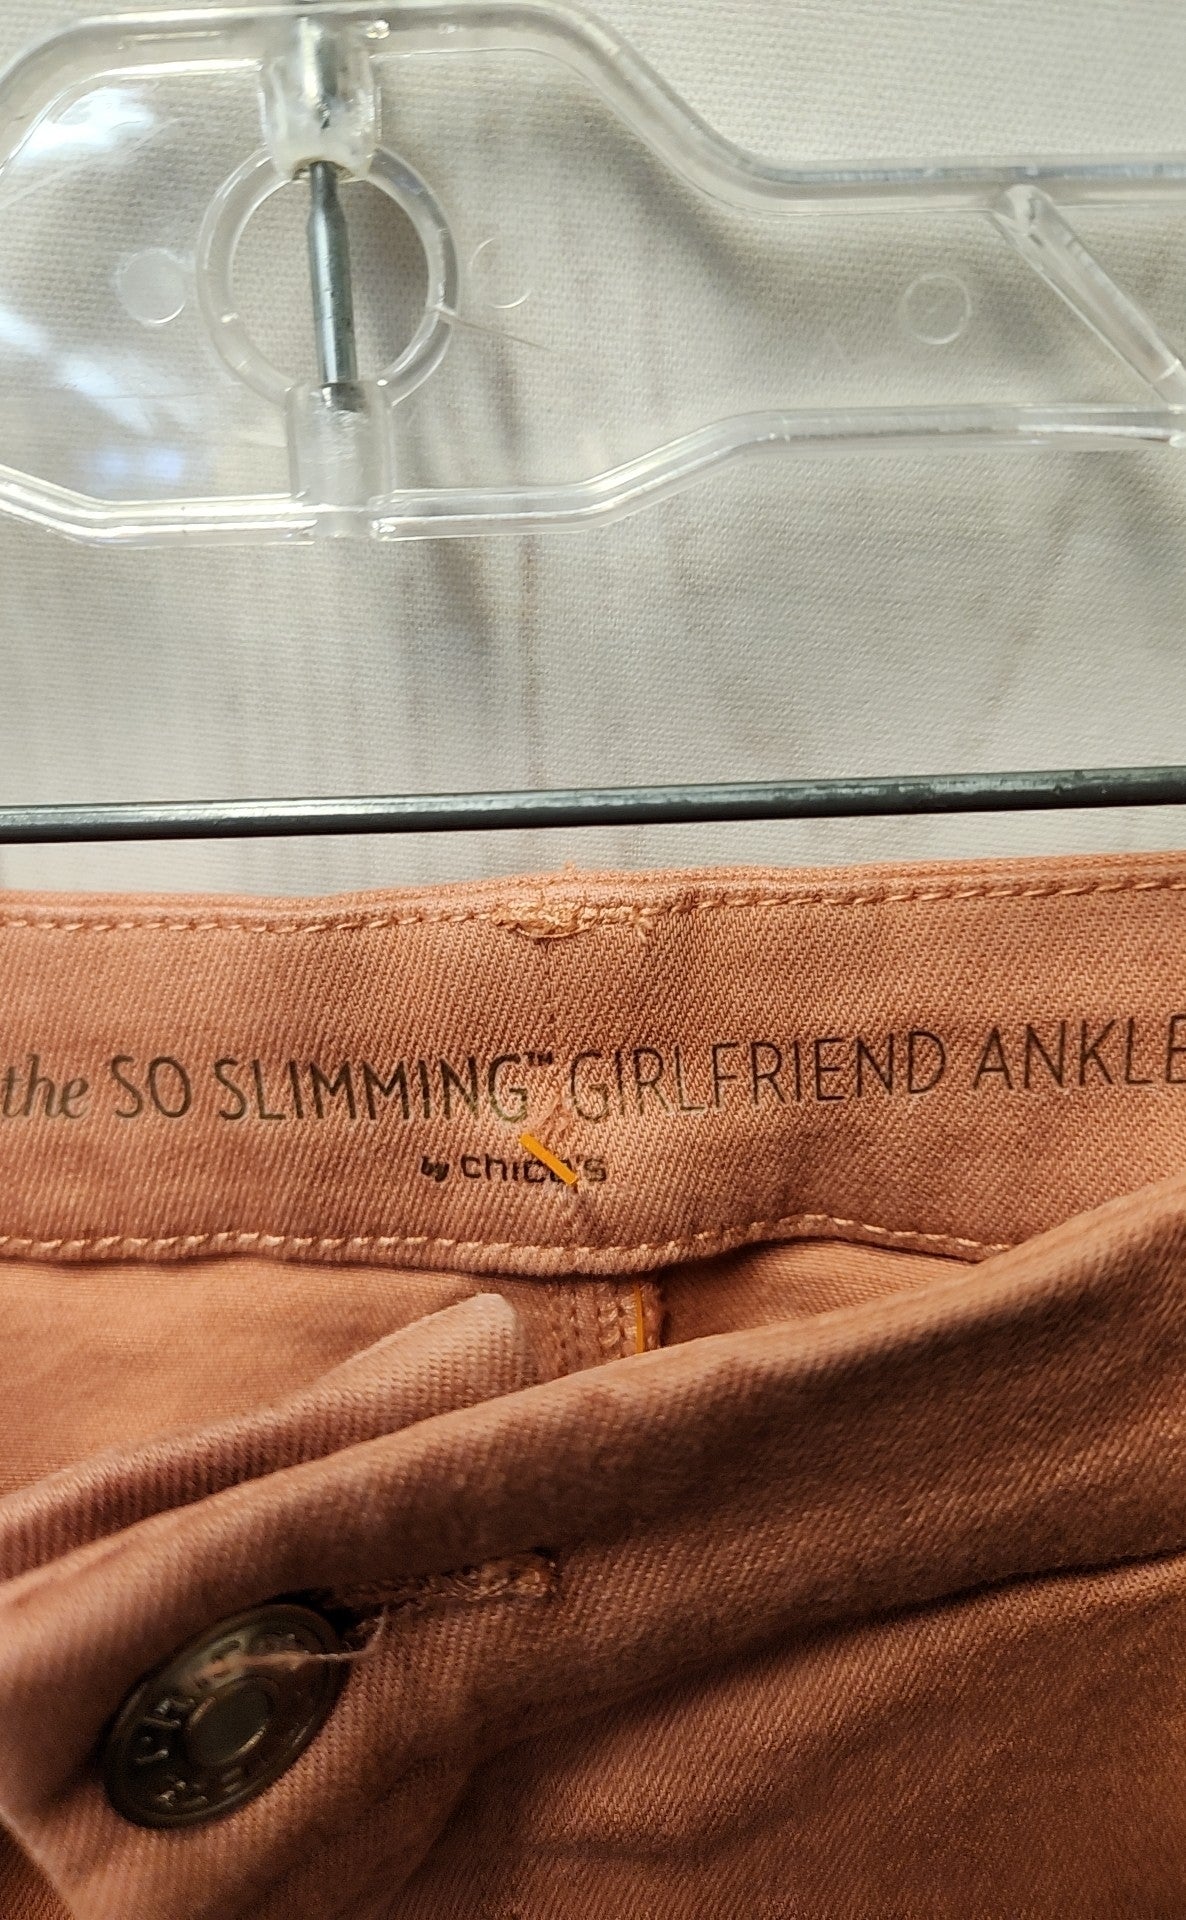 the SO SLIMMING™ GIRLFRIEND ANKLE
by chico's